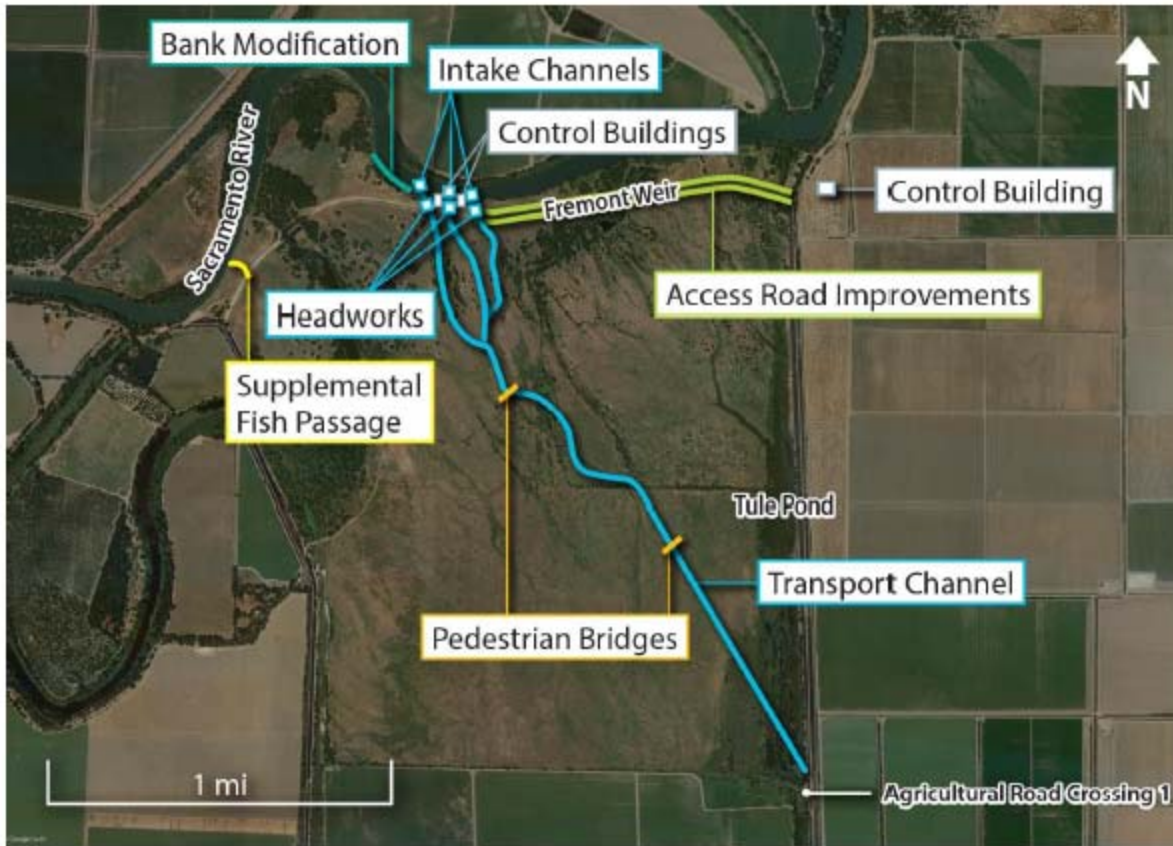 Bank Modification
Intake Channels
N
Control Buildings
Sacramento River
Fremont Weir
Control Building
Access Road Improvements
Headworks
Supplemental
Fish Passage
Tule Pond
Transport Channel
Pedestrian Bridges
1 mi
Agricultural Road Crossing 1